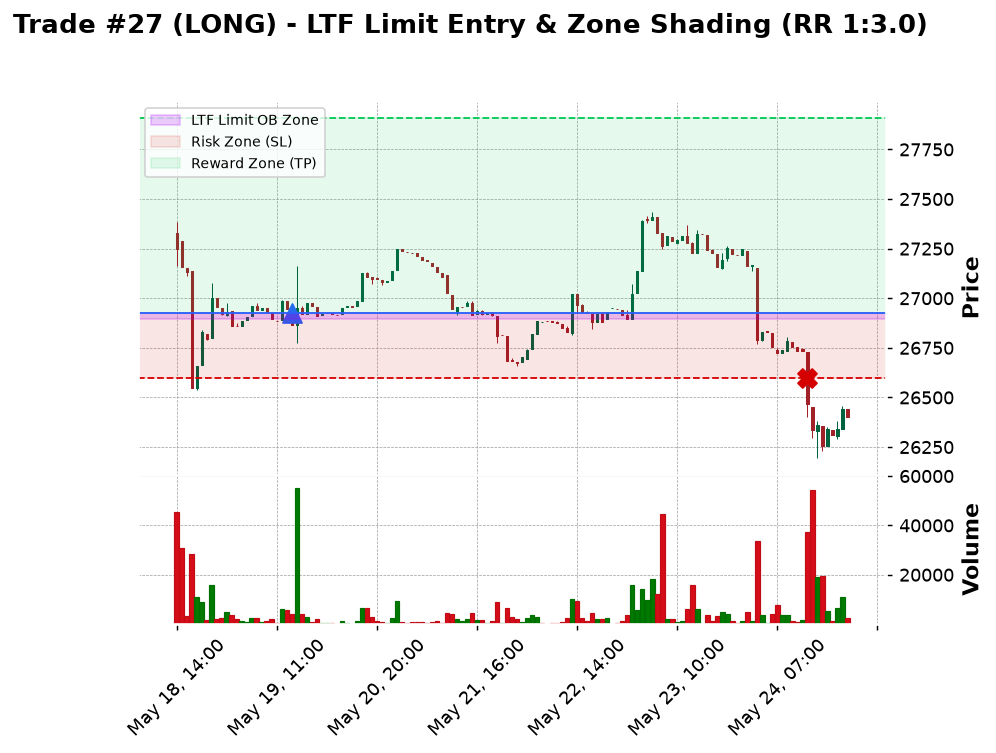 Trade #27 (LONG) - LTF Limit Entry & Zone Shading (RR 1:3.0)
LTF Limit OB Zone
Risk Zone (SL)
Reward Zone (TP)
27750
27500
27250
27000
26750
26500
26250
Price
60000
40000
20000
Volume
May 18, 14:00
May 19, 11:00
May 20, 20:00
May 21, 16:00
May 22, 14:00
May 23, 10:00
May 24, 07:00